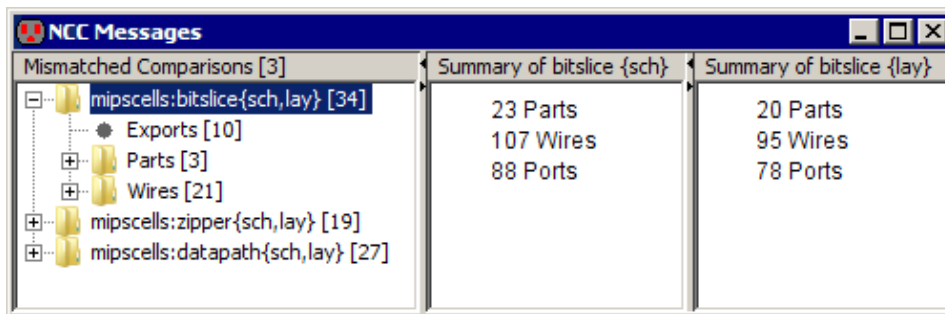 NCC Messages
Mismatched Comparisons [3]
mipscells:bitslice{sch,lay} [34]
Exports [10]
Parts [3]
Wires [21]
mipscells:zipper{sch,lay} [19]
mipscells:datapath{sch,lay} [27]
Summary of bitslice {sch}
23 Parts
107 Wires
88 Ports
Summary of bitslice {lay}
20 Parts
95 Wires
78 Ports